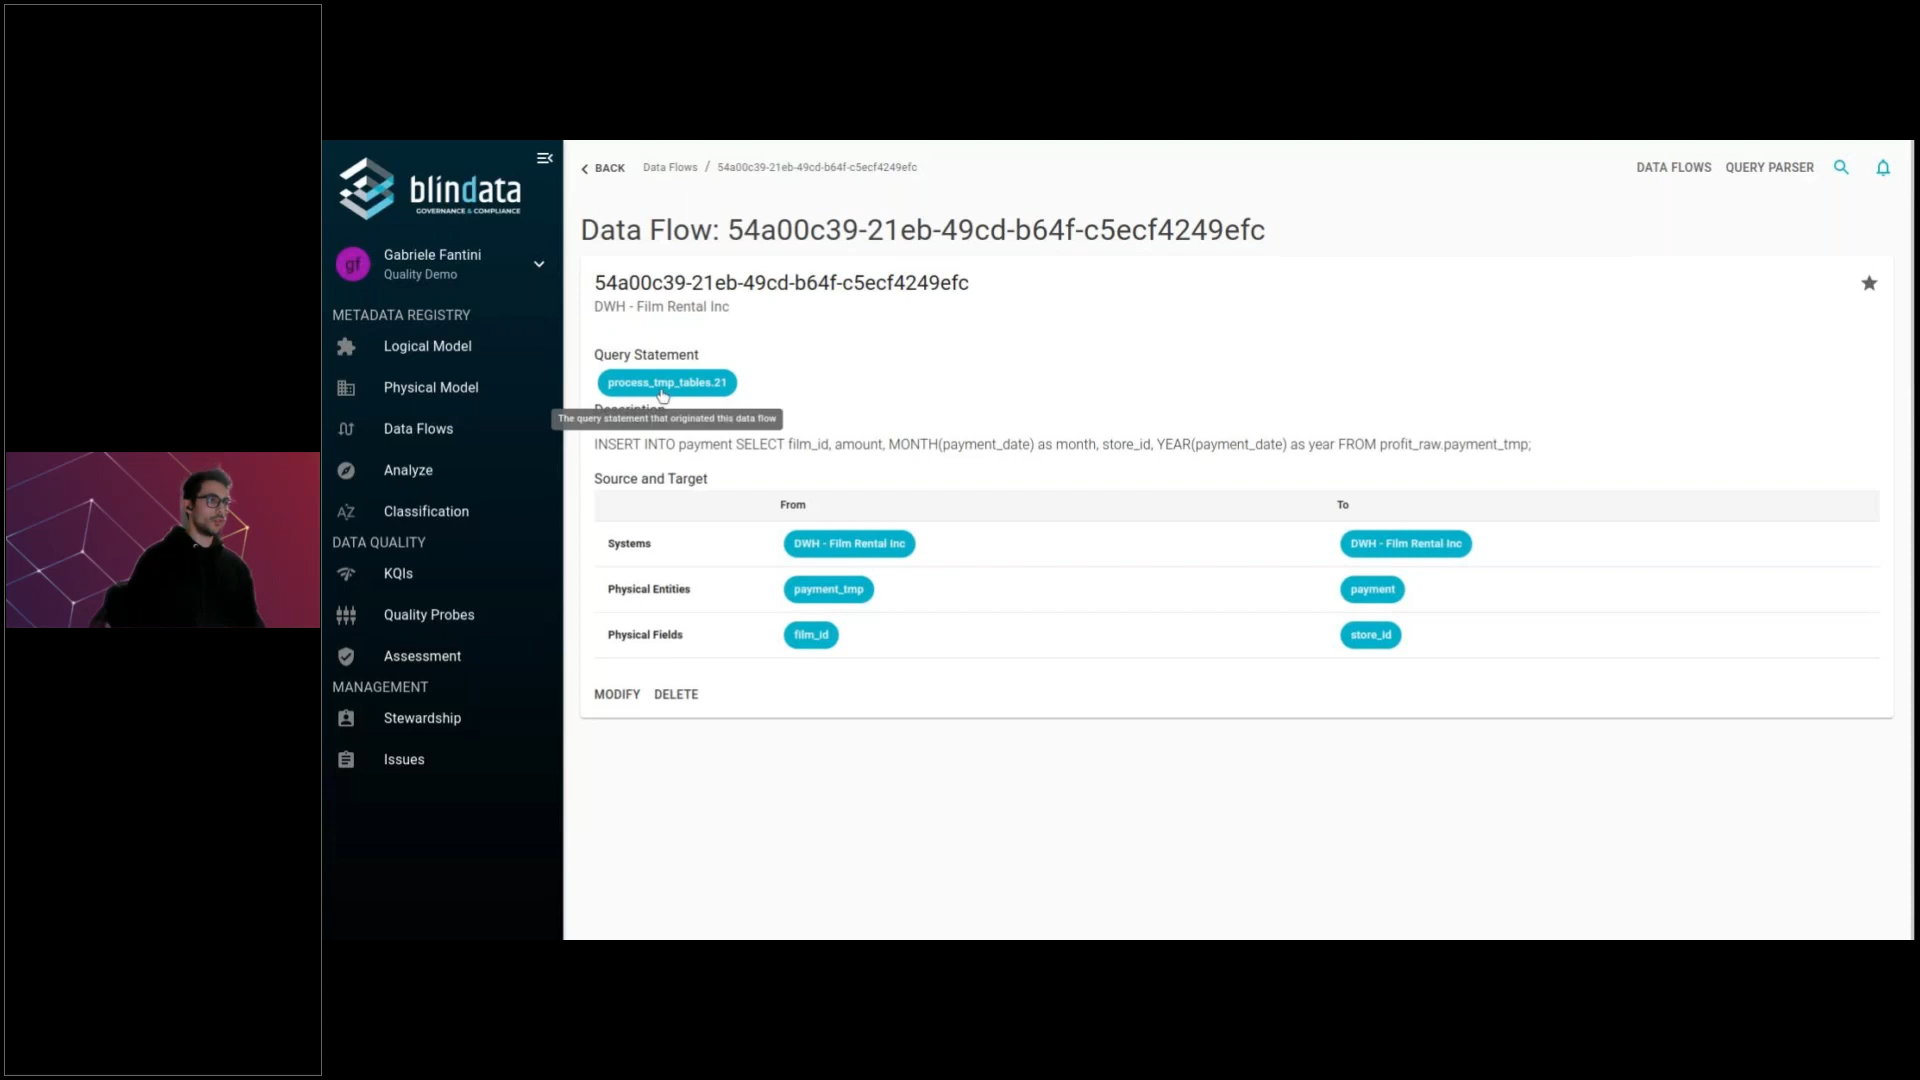 blindata
GOVERNANCE & COMPLIANCE
gf
Gabriele Fantini
Quality Demo
METADATA REGISTRY
Logical Model
Physical Model
Data Flows
Analyze
Classification
DATA QUALITY
KQIs
Quality Probes
Assessment
MANAGEMENT
Stewardship
Issues
BACK Data Flows / 54a00c39-21eb-49cd-b64f-c5ecf4249efc
DATA FLOWS QUERY PARSER
Data Flow: 54a00c39-21eb-49cd-b64f-c5ecf4249efc
54a00c39-21eb-49cd-b64f-c5ecf4249efc
DWH - Film Rental Inc
Query Statement
process_tmp_tables.21
Description
The query statement that originated this data flow
INSERT INTO payment SELECT film_id, amount, MONTH(payment_date) as month, store_id, YEAR(payment_date) as year FROM profit_raw.payment_tmp;
Source and Target
From To
Systems DWH - Film Rental Inc DWH - Film Rental Inc
Physical Entities payment_tmp payment
Physical Fields film_id store_id
MODIFY DELETE